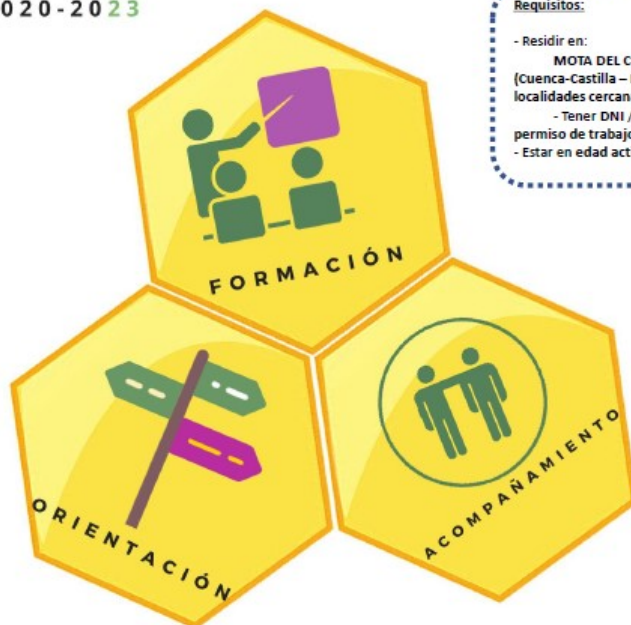 020-2023
Requisitos:
- Residir en:
MOTA DEL C
(Cuenca-Castilla –
localidades cercan
- Tener DNI /
permiso de trabajo
- Estar en edad act
FORMACIÓN
ORIENTACIÓN
ACOMPAÑAMIENTO